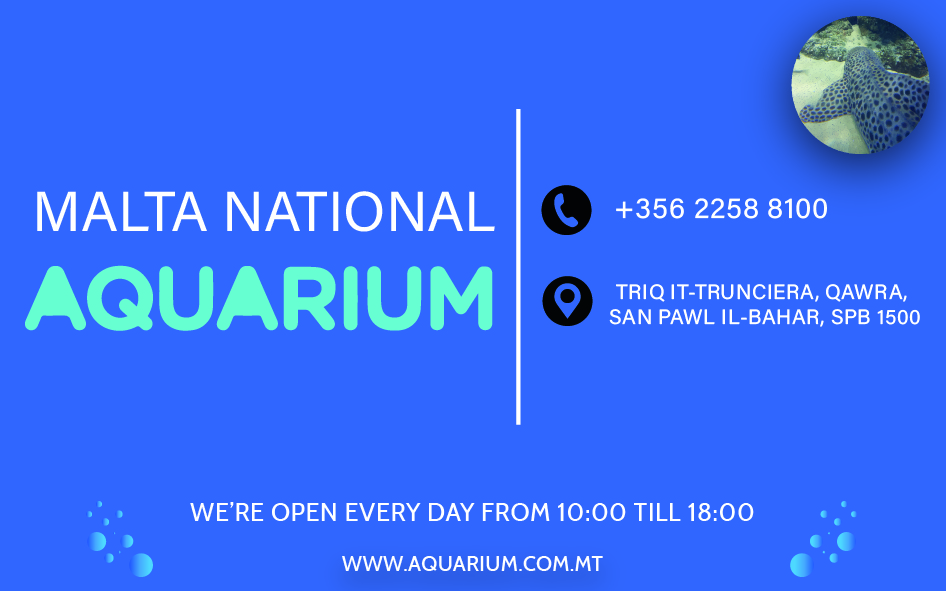 MALTA NATIONAL
AQUARIUM
+356 2258 8100
TRIQ IT-TRUNCIERA, QAWRA,
SAN PAWL IL-BAHAR, SPB 1500
WE’RE OPEN EVERY DAY FROM 10:00 TILL 18:00
WWW.AQUARIUM.COM.MT